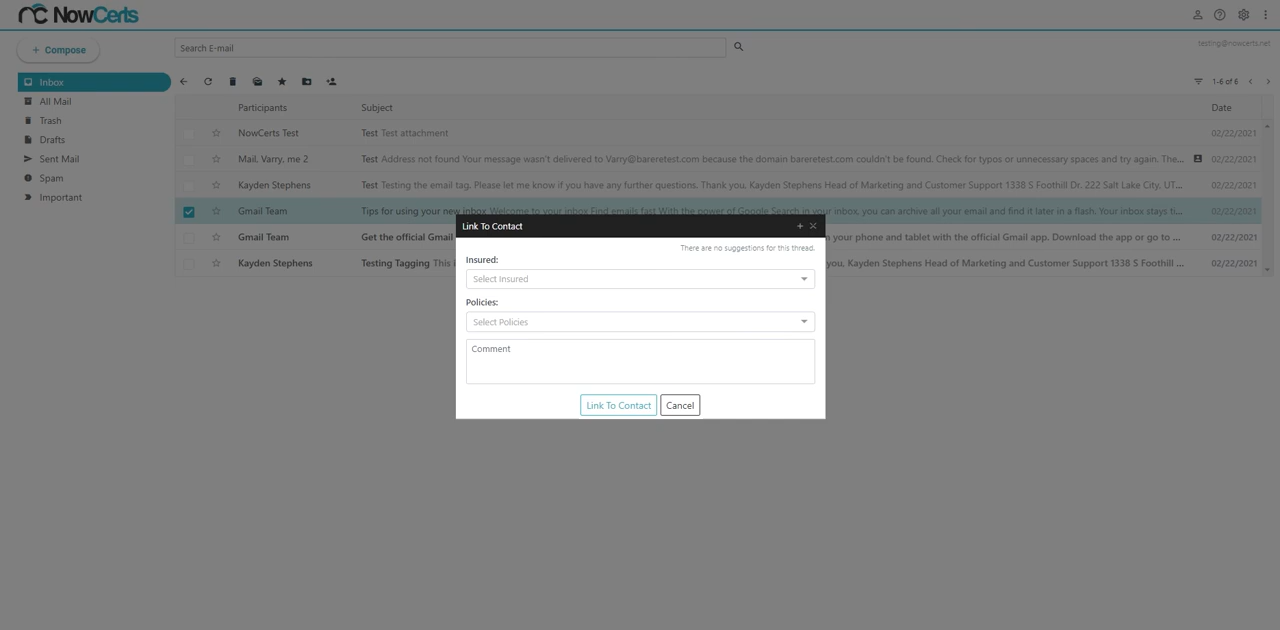 NowCerts
+ Compose
Search E-mail
testing@nowcerts.net
Inbox
All Mail
Trash
Drafts
Sent Mail
Spam
Important
1-6 of 6
Participants Subject Date
NowCerts Test Test Test attachment 02/22/2021
Mail, Varry, me 2 Test Address not found Your message wasn't delivered to Varry@bareretest.com because the domain bareretest.com couldn't be found. Check for typos or unnecessary spaces and try again. The... 02/22/2021
Kayden Stephens Test Testing the email tag. Please let me know if you have any further questions. Thank you, Kayden Stephens Head of Marketing and Customer Support 1338 S Foothill Dr. 222 Salt Lake City, UT... 02/22/2021
Gmail Team Tips for using your new inbox Welcome to your inbox Find emails fast With the power of Google Search in your inbox, you can archive all your email and find it later in a flash. Your inbox stays ti... 02/22/2021
Gmail Team Get the official Gmail n your phone and tablet with the official Gmail app. Download the app or go to ... 02/22/2021
Kayden Stephens Testing Tagging This i you, Kayden Stephens Head of Marketing and Customer Support 1338 S Foothill ... 02/22/2021
Link To Contact
There are no suggestions for this thread.
Insured:
Select Insured
Policies:
Select Policies
Comment
Link To Contact Cancel